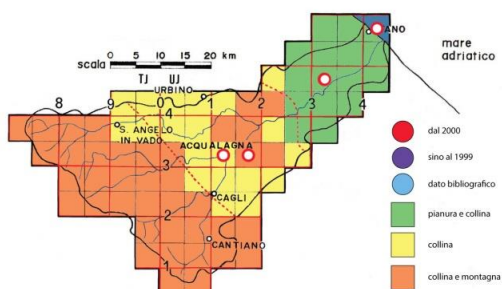 ANO
mare
adriatico
scala 0 5 10 15 20 km
TJ UJ
URBINO
8 9 0 1 2 3 4
S. ANGELO
IN VADO
ACQUALAGNA
4
3
CAGLI
2
CANTIANO
1
dal 2000
sino al 1999
dato bibliografico
pianura e collina
collina
collina e montagna